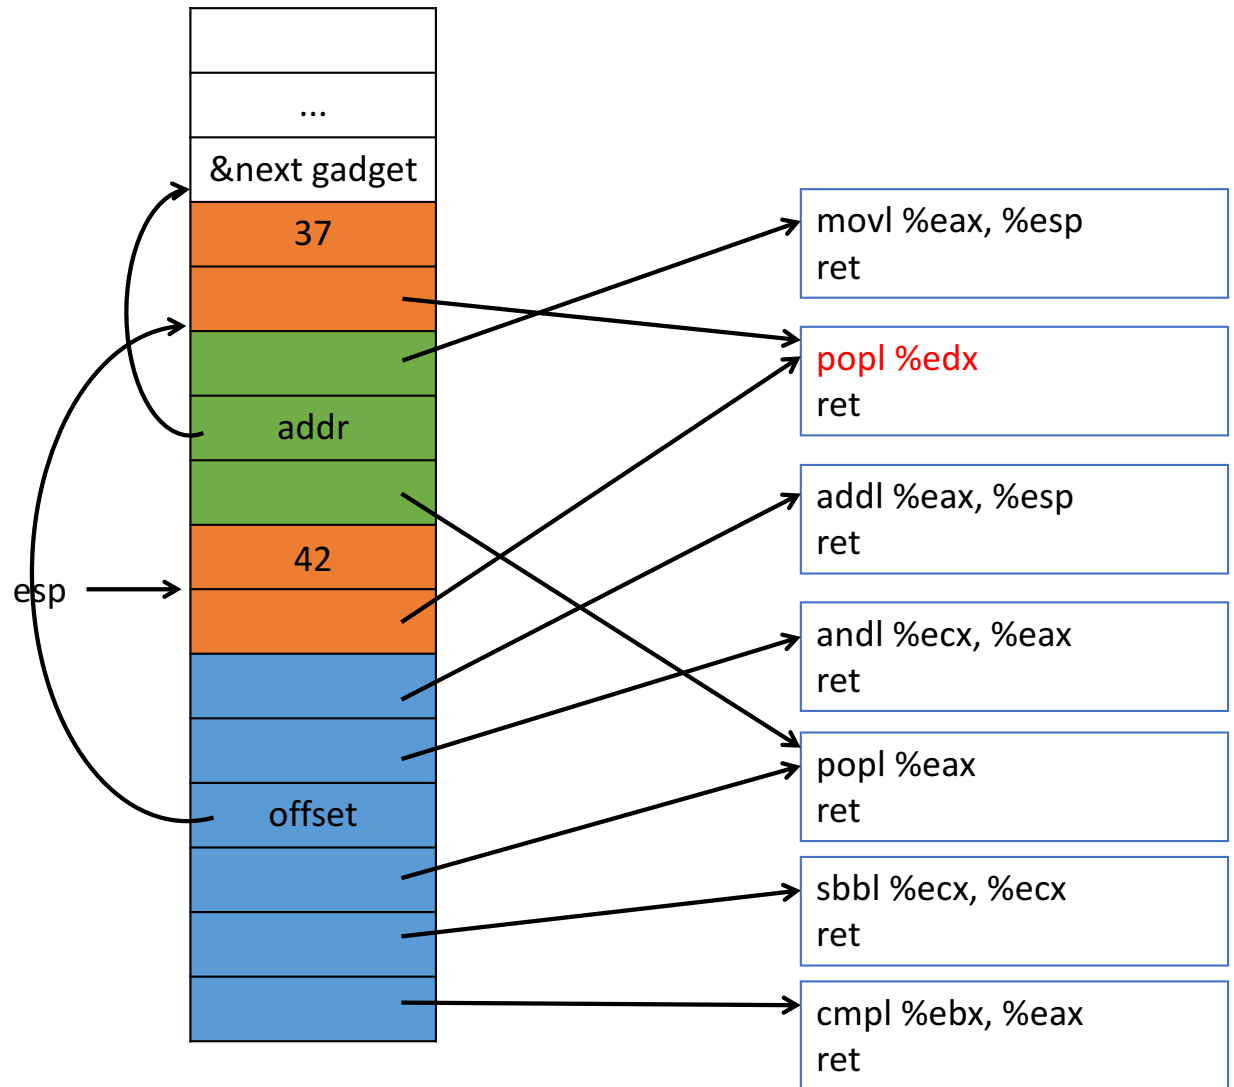 ...
&next gadget
37
addr
42
esp
offset
movl %eax, %esp
ret
popl %edx
ret
addl %eax, %esp
ret
andl %ecx, %eax
ret
popl %eax
ret
sbbl %ecx, %ecx
ret
cmpl %ebx, %eax
ret